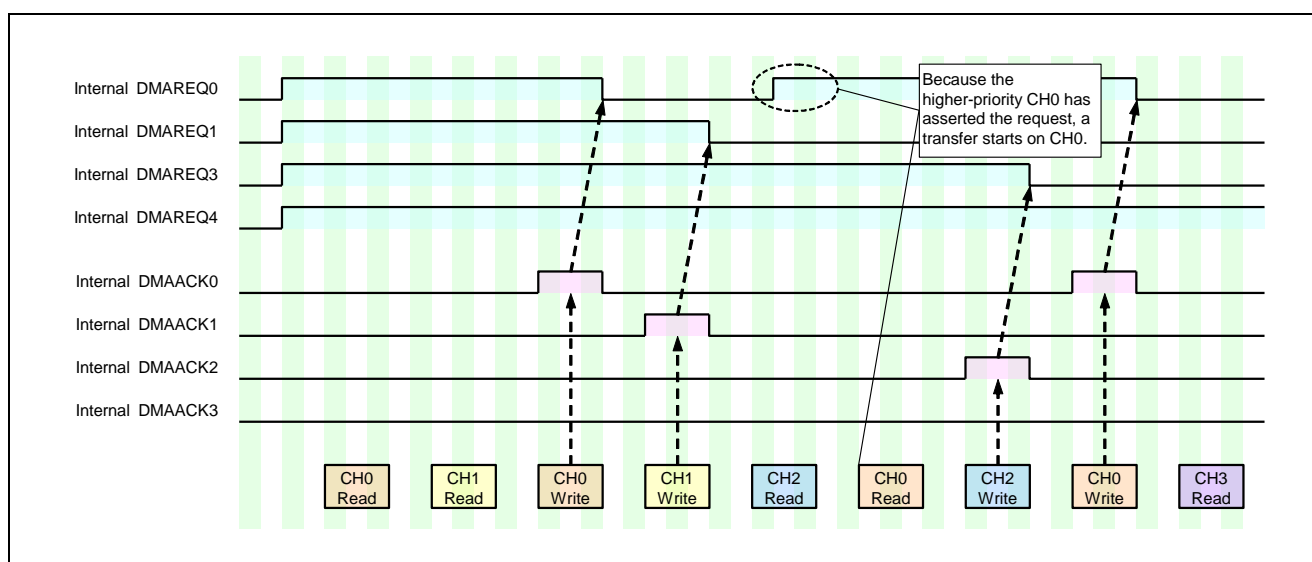 Internal DMAREQ0
Because the
higher-priority CH0 has
asserted the request, a
transfer starts on CH0.
Internal DMAREQ1
Internal DMAREQ3
Internal DMAREQ4
Internal DMAACK0
Internal DMAACK1
Internal DMAACK2
Internal DMAACK3
CH0
Read
CH1
Read
CH0
Write
CH1
Write
CH2
Read
CH0
Read
CH2
Write
CH0
Write
CH3
Read